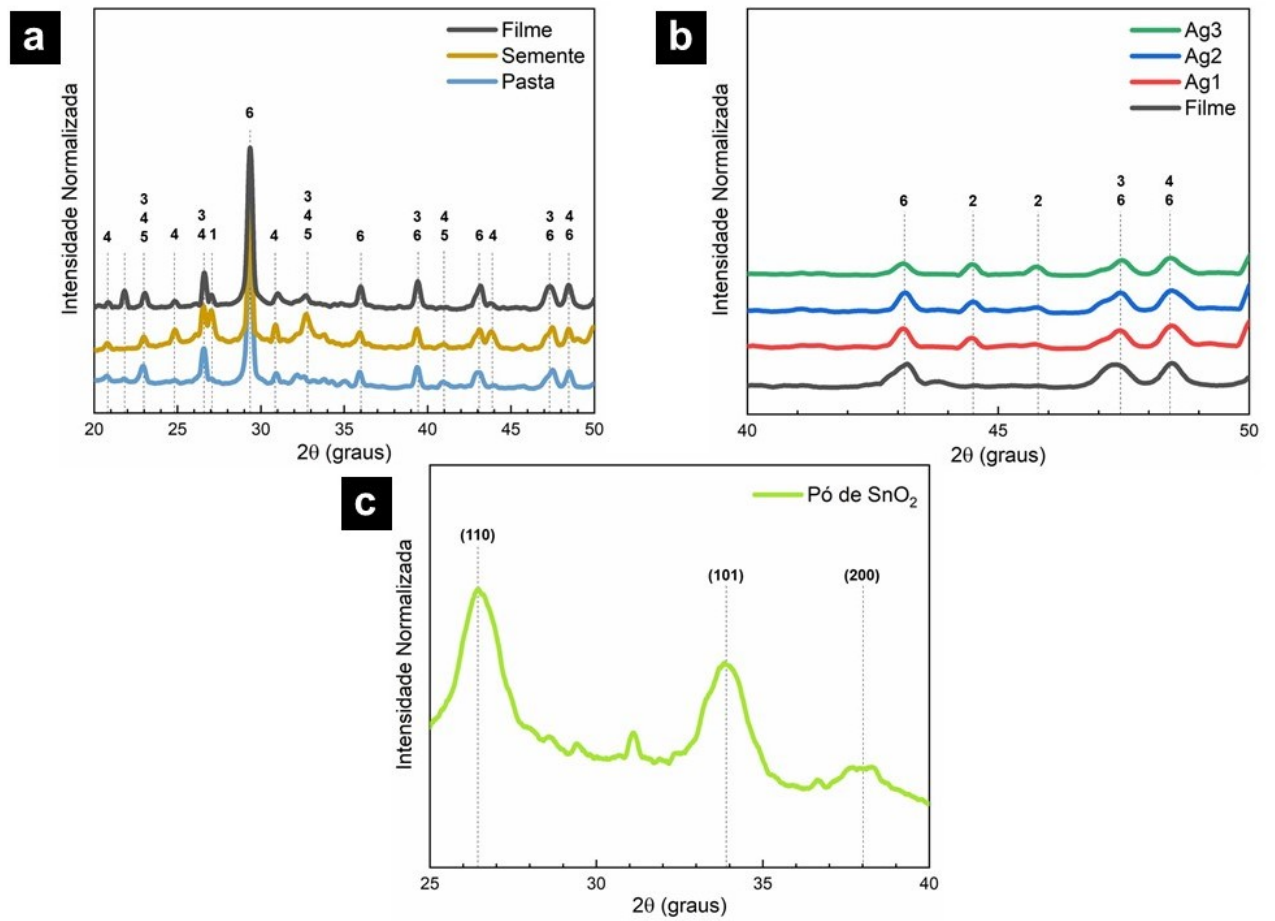 a
Filme
Semente
Pasta
Intensidade Normalizada
6
3
3
3 4 3 3 4 4
4 5 4 4 1 4 5 6 6 5 6 4 6 6
20 25 30 35 40 45 50
2θ (graus)
b
Ag3
Ag2
Ag1
Filme
Intensidade Normalizada
3 4
6 2 2 6 6
40 45 50
2θ (graus)
c
Pó de SnO₂
Intensidade Normalizada
(110)
(101)
(200)
25 30 35 40
2θ (graus)